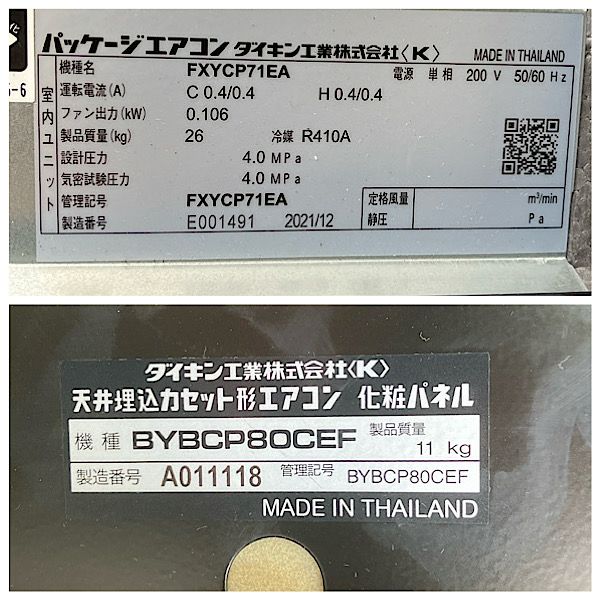 パッケージエアコン ダイキン工業株式会社〈K〉 MADE IN THAILAND
室内ユニット
機種名 FXYCP71EA 電源 単相 200 V 50/60 Hz
運転電流(A) C 0.4/0.4 H 0.4/0.4
ファン出力(kW) 0.106
製品質量(kg) 26 冷媒 R410A
設計圧力 4.0 MPa
気密試験圧力 4.0 MPa
管理記号 FXYCP71EA 定格風量 m³/min
製造番号 E001491 2021/12 静圧 Pa
ダイキン工業株式会社〈K〉
天井埋込カセット形エアコン 化粧パネル
機種 BYBCP80CEF 製品質量 11 kg
製造番号 A011118 管理記号 BYBCP80CEF
MADE IN THAILAND